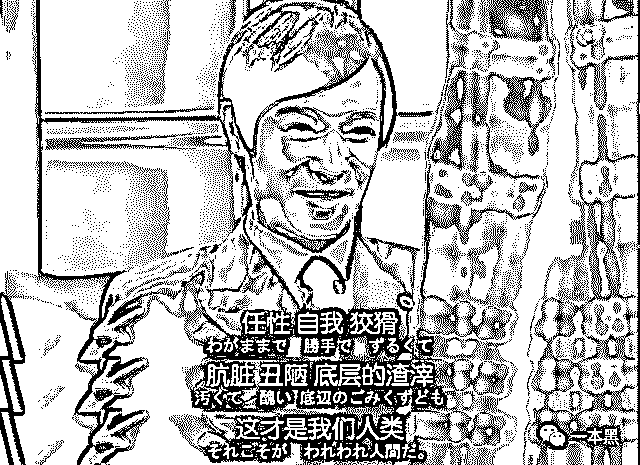 任性 自我 狡猾
わがままで 勝手で ずるくて
肮脏 丑陋 底层的渣滓
汚くて 醜い 底辺のごみくずども
这才是我们人类
それこそが われわれ人間だ。
一本黑